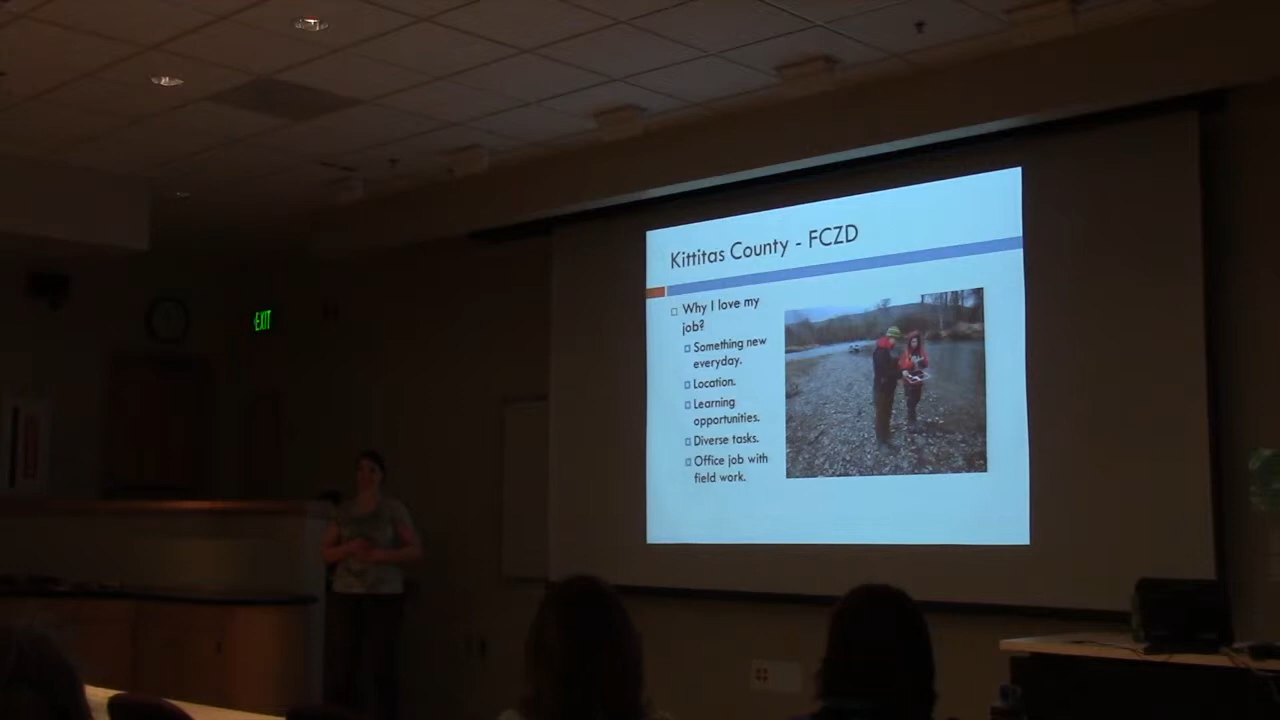 Kittitas County - FCZD
Why I love my
job?
Something new
everyday.
Location.
Learning
opportunities.
Diverse tasks.
Office job with
field work.
EXIT